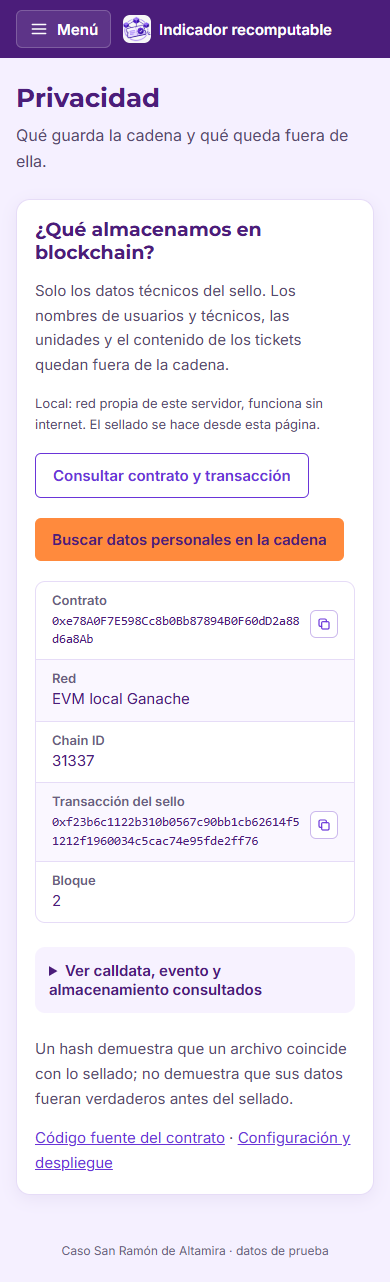 Menú
Indicador recomputable
Privacidad
Qué guarda la cadena y qué queda fuera de
ella.
¿Qué almacenamos en
blockchain?
Solo los datos técnicos del sello. Los
nombres de usuarios y técnicos, las
unidades y el contenido de los tickets
quedan fuera de la cadena.
Local: red propia de este servidor, funciona sin
internet. El sellado se hace desde esta página.
Consultar contrato y transacción
Buscar datos personales en la cadena
Contrato
0xe78A0F7E598Cc8b0Bb87894B0F60dD2a88
d6a8Ab
Red
EVM local Ganache
Chain ID
31337
Transacción del sello
0xf23b6c1122b310b0567c90bb1cb62614f5
1212f1960034c5cac74e95fde2ff76
Bloque
2
Ver calldata, evento y
almacenamiento consultados
Un hash demuestra que un archivo coincide
con lo sellado; no demuestra que sus datos
fueran verdaderos antes del sellado.
Código fuente del contrato · Configuración y
despliegue
Caso San Ramón de Altamira · datos de prueba